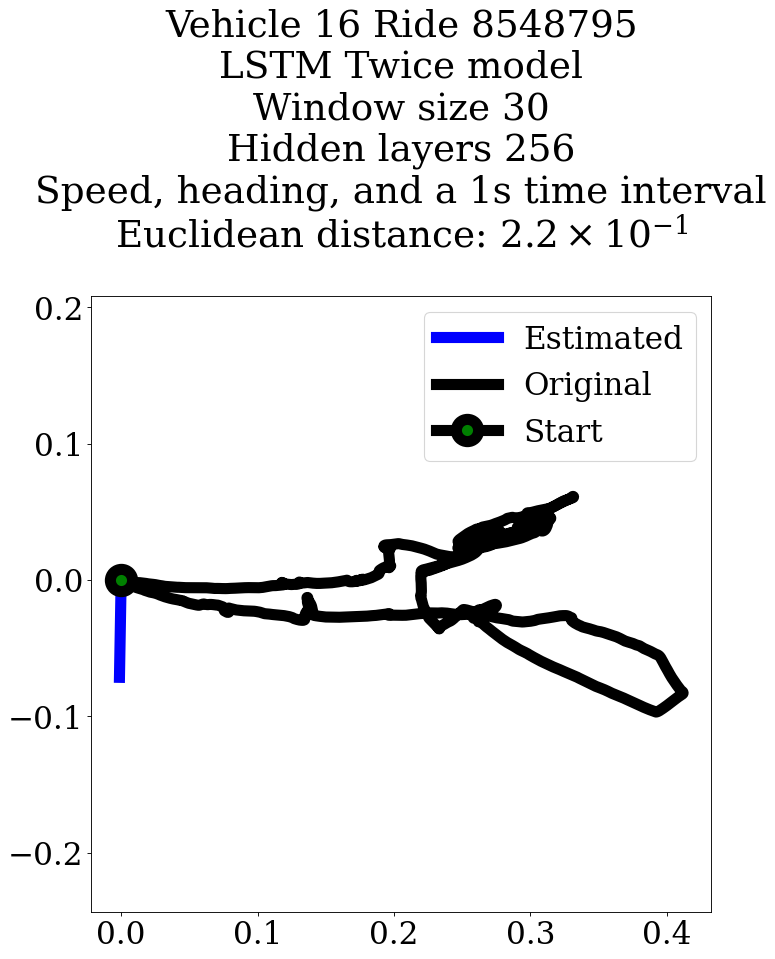 Vehicle 16 Ride 8548795
LSTM Twice model
Window size 30
Hidden layers 256
Speed, heading, and a 1s time interval
Euclidean distance: 2.2 × 10⁻¹
Estimated
Original
Start
0.2
0.1
0.0
−0.1
−0.2
0.0 0.1 0.2 0.3 0.4